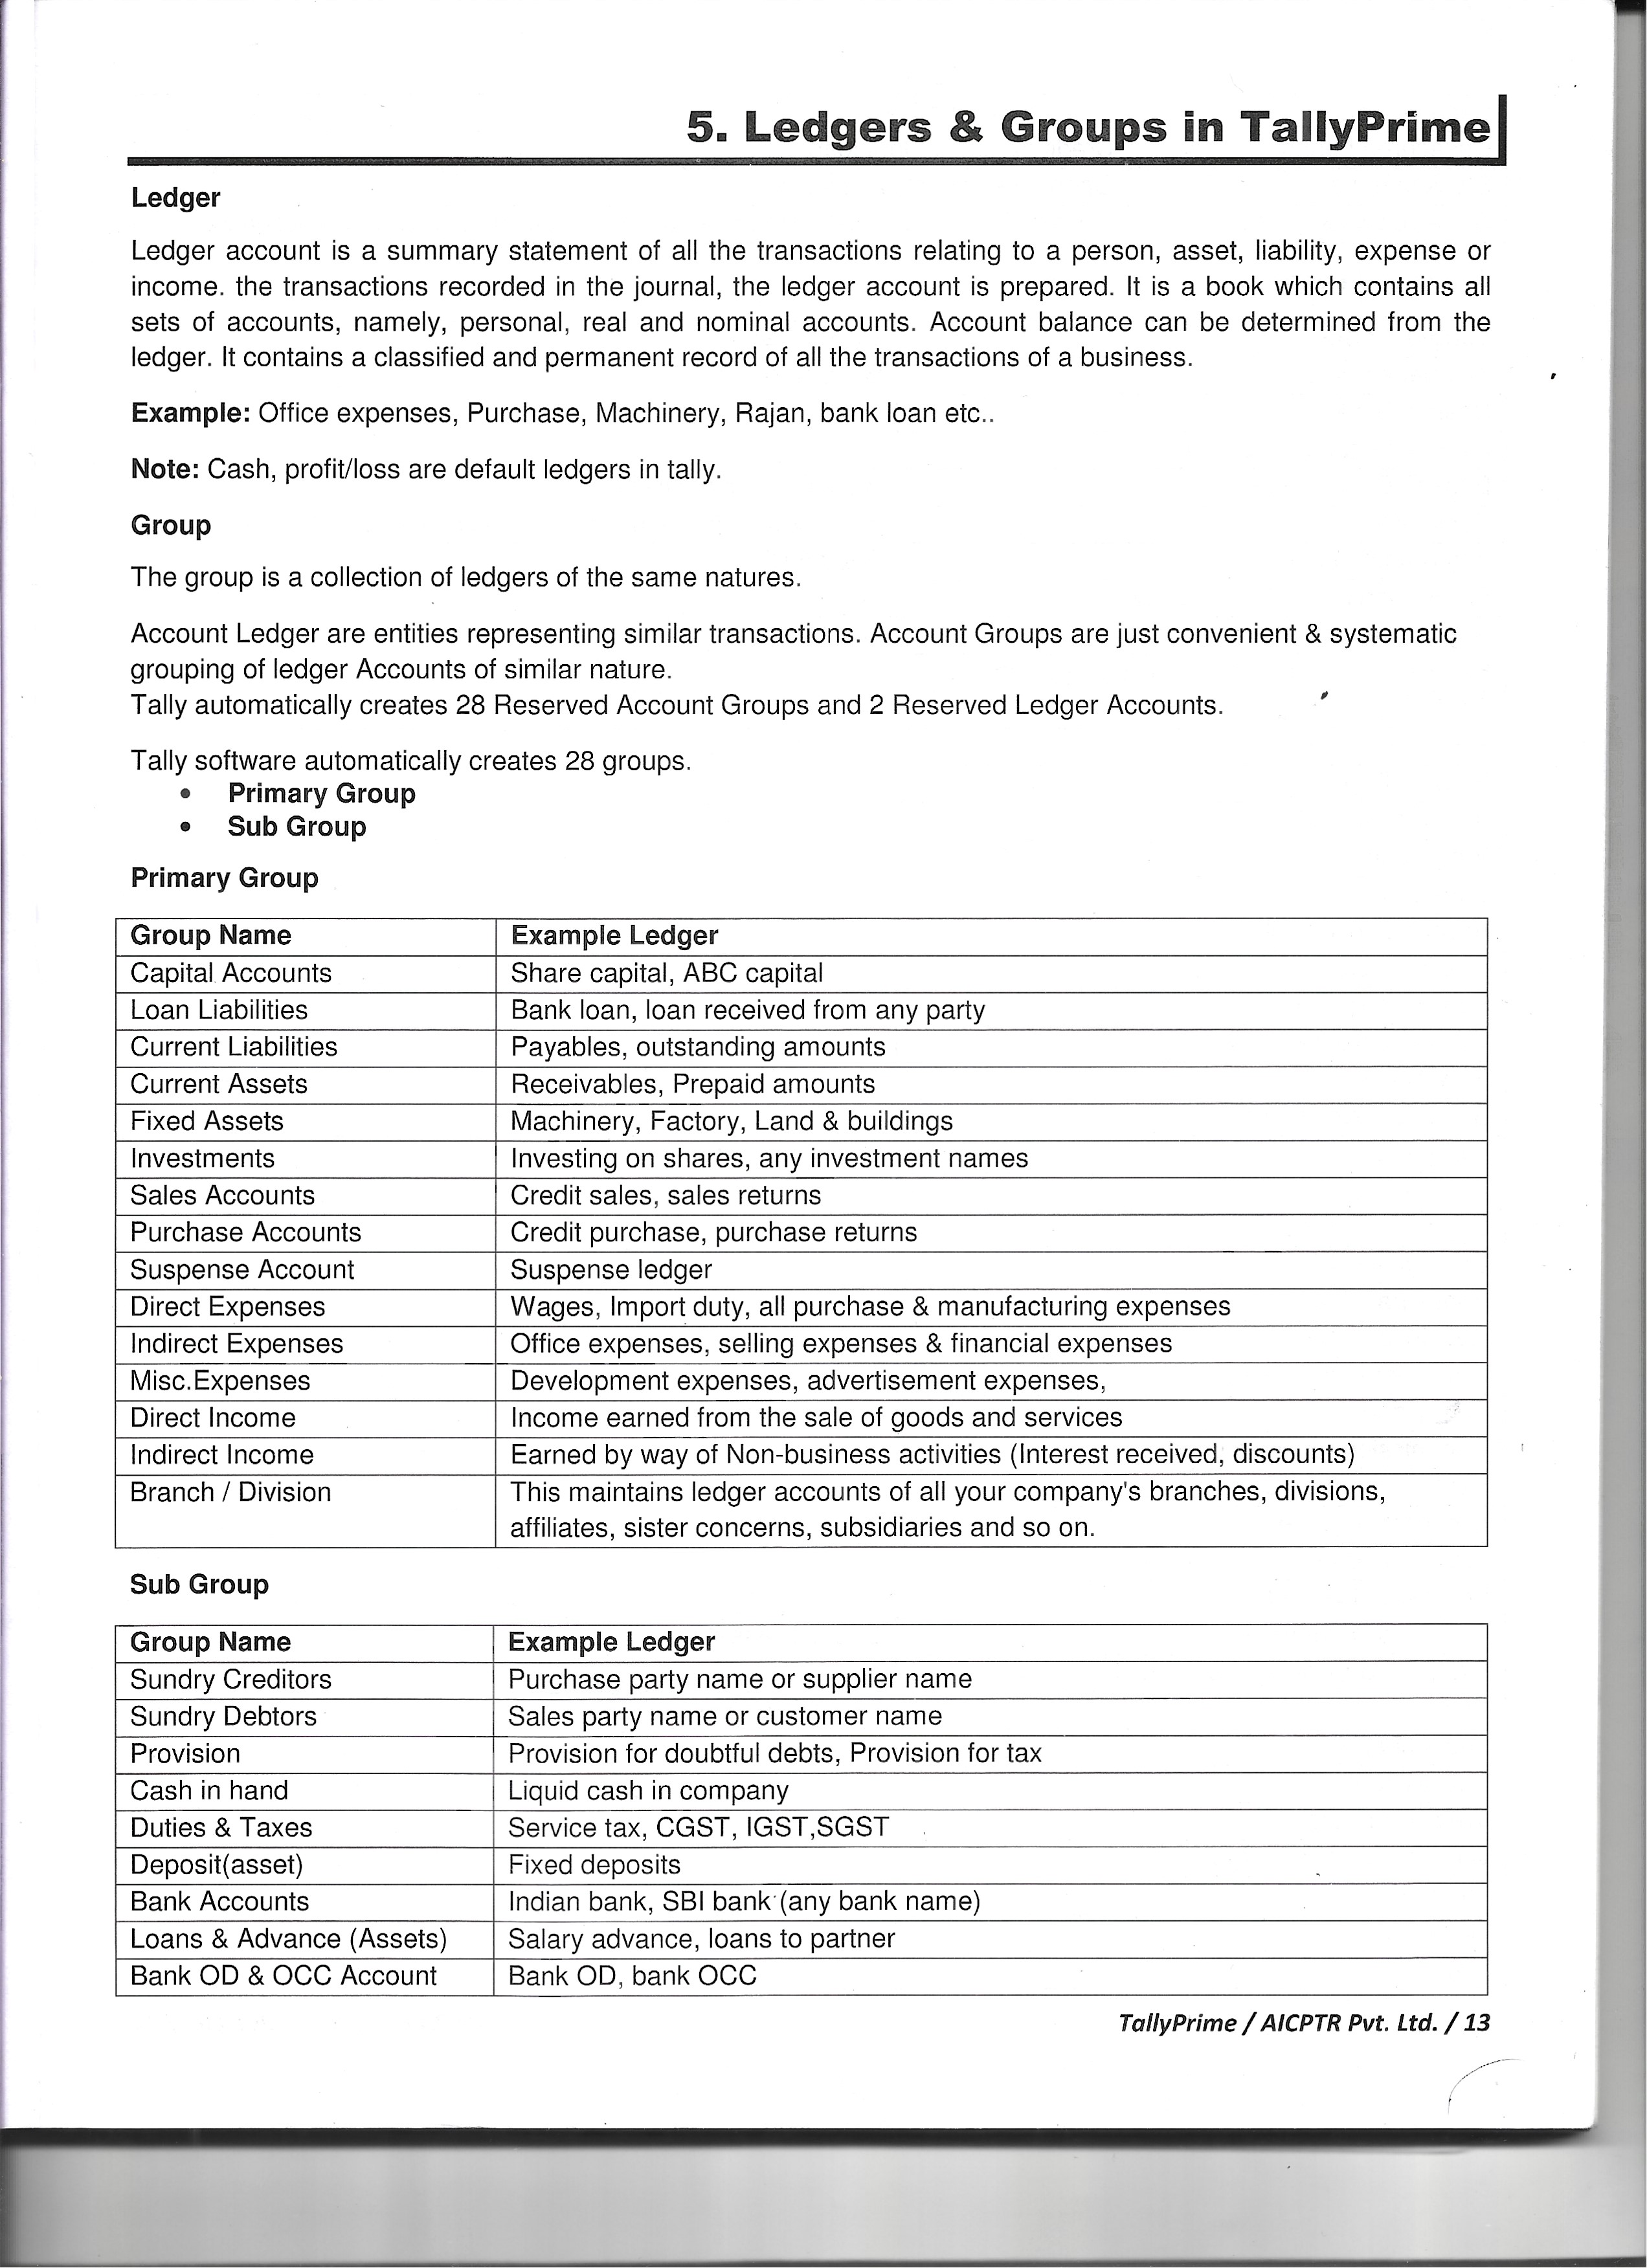 5. Ledgers & Groups in TallyPrime
Ledger
Ledger account is a summary statement of all the transactions relating to a person, asset, liability, expense or
income. the transactions recorded in the journal, the ledger account is prepared. It is a book which contains all
sets of accounts, namely, personal, real and nominal accounts. Account balance can be determined from the
ledger. It contains a classified and permanent record of all the transactions of a business.
Example: Office expenses, Purchase, Machinery, Rajan, bank loan etc..
Note: Cash, profit/loss are default ledgers in tally.
Group
The group is a collection of ledgers of the same natures.
Account Ledger are entities representing similar transactions. Account Groups are just convenient & systematic
grouping of ledger Accounts of similar nature.
Tally automatically creates 28 Reserved Account Groups and 2 Reserved Ledger Accounts.
Tally software automatically creates 28 groups.
• Primary Group
• Sub Group
Primary Group
Group Name Example Ledger
Capital Accounts Share capital, ABC capital
Loan Liabilities Bank loan, loan received from any party
Current Liabilities Payables, outstanding amounts
Current Assets Receivables, Prepaid amounts
Fixed Assets Machinery, Factory, Land & buildings
Investments Investing on shares, any investment names
Sales Accounts Credit sales, sales returns
Purchase Accounts Credit purchase, purchase returns
Suspense Account Suspense ledger
Direct Expenses Wages, Import duty, all purchase & manufacturing expenses
Indirect Expenses Office expenses, selling expenses & financial expenses
Misc.Expenses Development expenses, advertisement expenses,
Direct Income Income earned from the sale of goods and services
Indirect Income Earned by way of Non-business activities (Interest received, discounts)
Branch / Division This maintains ledger accounts of all your company's branches, divisions,
affiliates, sister concerns, subsidiaries and so on.
Sub Group
Group Name Example Ledger
Sundry Creditors Purchase party name or supplier name
Sundry Debtors Sales party name or customer name
Provision Provision for doubtful debts, Provision for tax
Cash in hand Liquid cash in company
Duties & Taxes Service tax, CGST, IGST,SGST
Deposit(asset) Fixed deposits
Bank Accounts Indian bank, SBI bank (any bank name)
Loans & Advance (Assets) Salary advance, loans to partner
Bank OD & OCC Account Bank OD, bank OCC
TallyPrime / AICPTR Pvt. Ltd. / 13